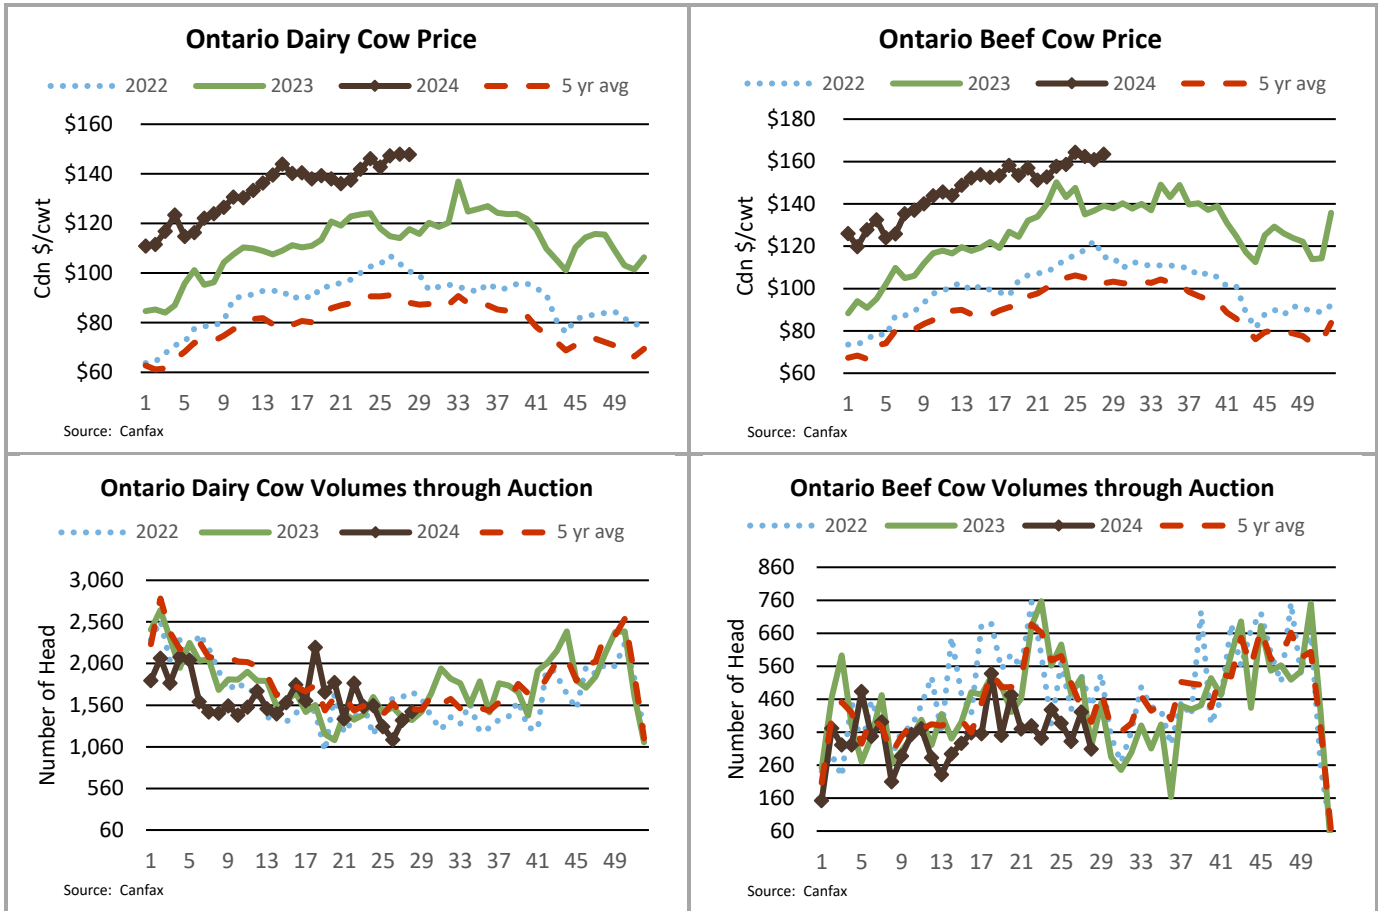 Ontario Dairy Cow Price
2022 2023 2024 5 yr avg
Cdn $/cwt
$160
$140
$120
$100
$80
$60
1 5 9 13 17 21 25 29 33 37 41 45 49
Source: Canfax
Ontario Beef Cow Price
2022 2023 2024 5 yr avg
Cdn $/cwt
$180
$160
$140
$120
$100
$80
$60
1 5 9 13 17 21 25 29 33 37 41 45 49
Source: Canfax
Ontario Dairy Cow Volumes through Auction
2022 2023 2024 5 yr avg
Number of Head
3,060
2,560
2,060
1,560
1,060
560
60
1 5 9 13 17 21 25 29 33 37 41 45 49
Source: Canfax
Ontario Beef Cow Volumes through Auction
2022 2023 2024 5 yr avg
Number of Head
860
760
660
560
460
360
260
160
60
1 5 9 13 17 21 25 29 33 37 41 45 49
Source: Canfax